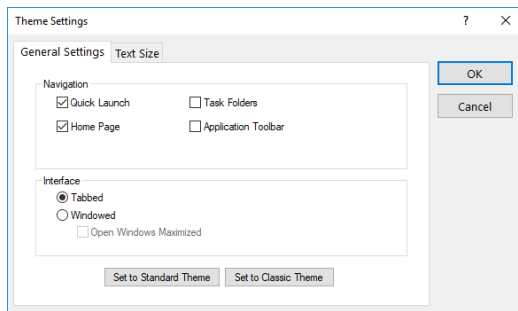 Theme Settings ?
General Settings Text Size
OK
Cancel
Navigation
Quick Launch Task Folders
Home Page Application Toolbar
Interface
Tabbed
Windowed
Open Windows Maximized
Set to Standard Theme Set to Classic Theme